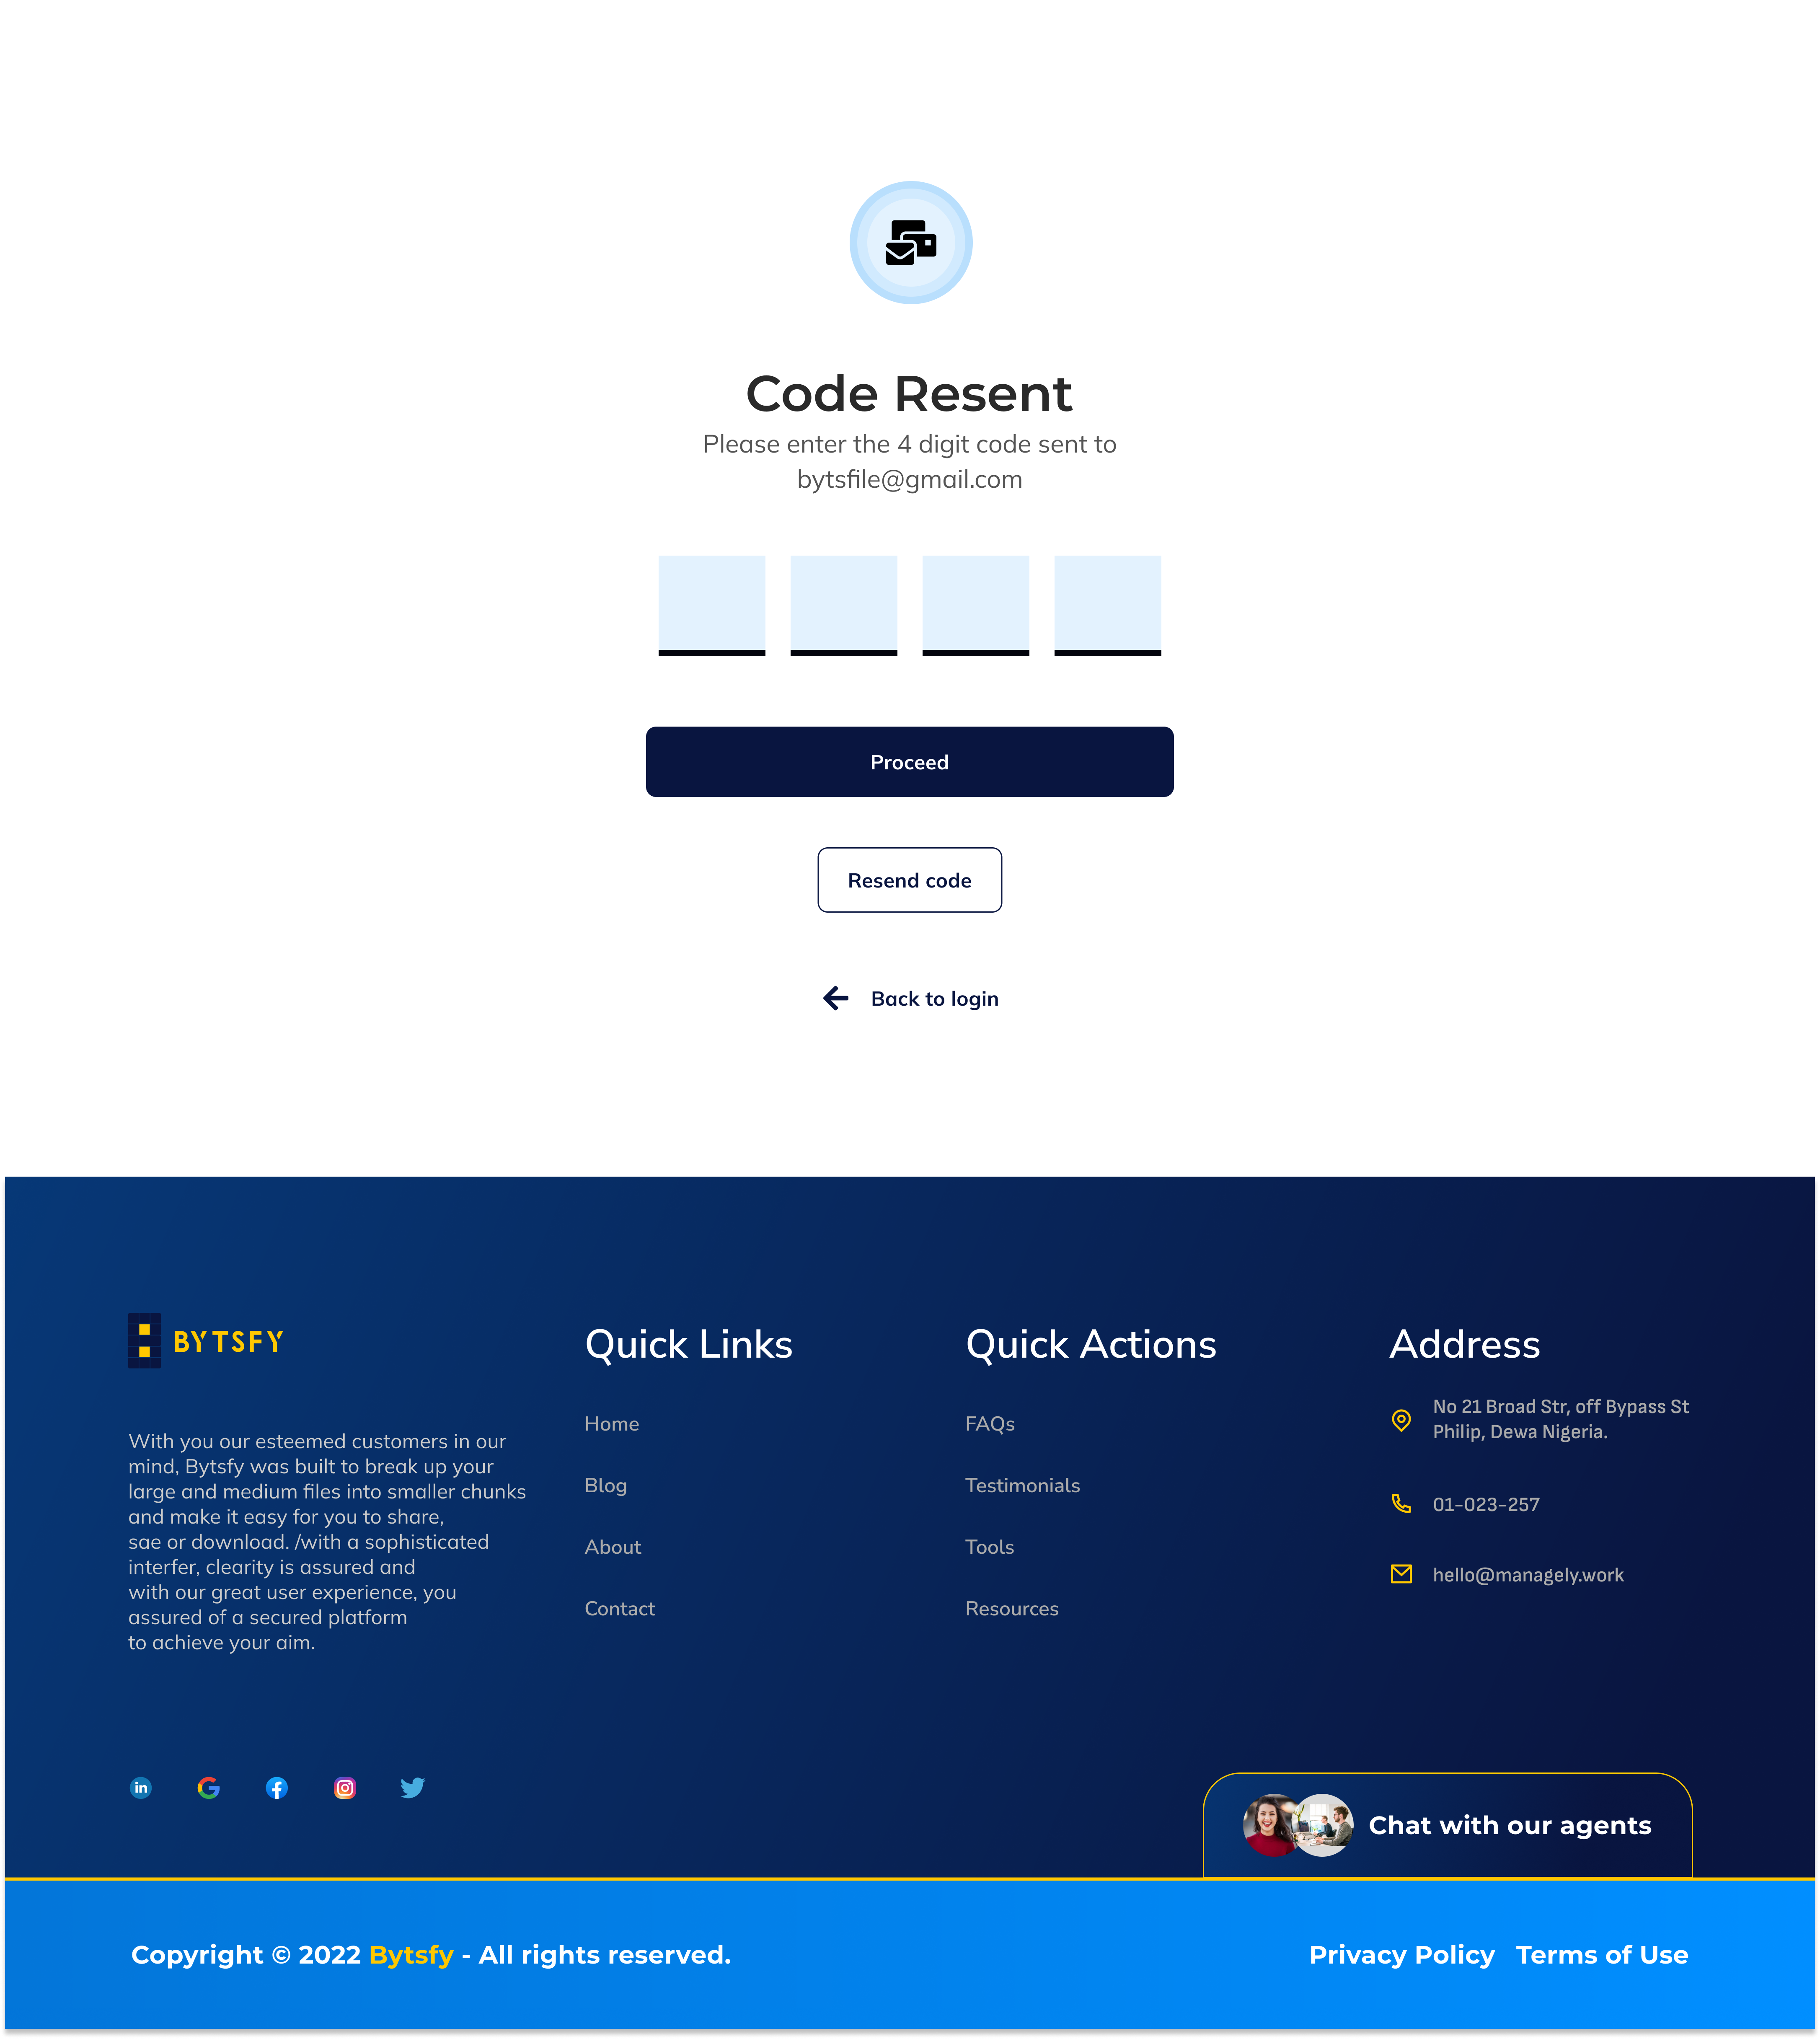 Code Resent
Please enter the 4 digit code sent to
bytsfile@gmail.com
Proceed
Resend code
Back to login
BYTSFY
With you our esteemed customers in our
mind, Bytsfy was built to break up your
large and medium files into smaller chunks
and make it easy for you to share,
sae or download. /with a sophisticated
interfer, clearity is assured and
with our great user experience, you
assured of a secured platform
to achieve your aim.
Quick Links
Home
Blog
About
Contact
Quick Actions
FAQs
Testimonials
Tools
Resources
Address
No 21 Broad Str, off Bypass St
Philip, Dewa Nigeria.
01-023-257
hello@managely.work
Chat with our agents
Copyright © 2022 Bytsfy - All rights reserved.
Privacy Policy Terms of Use